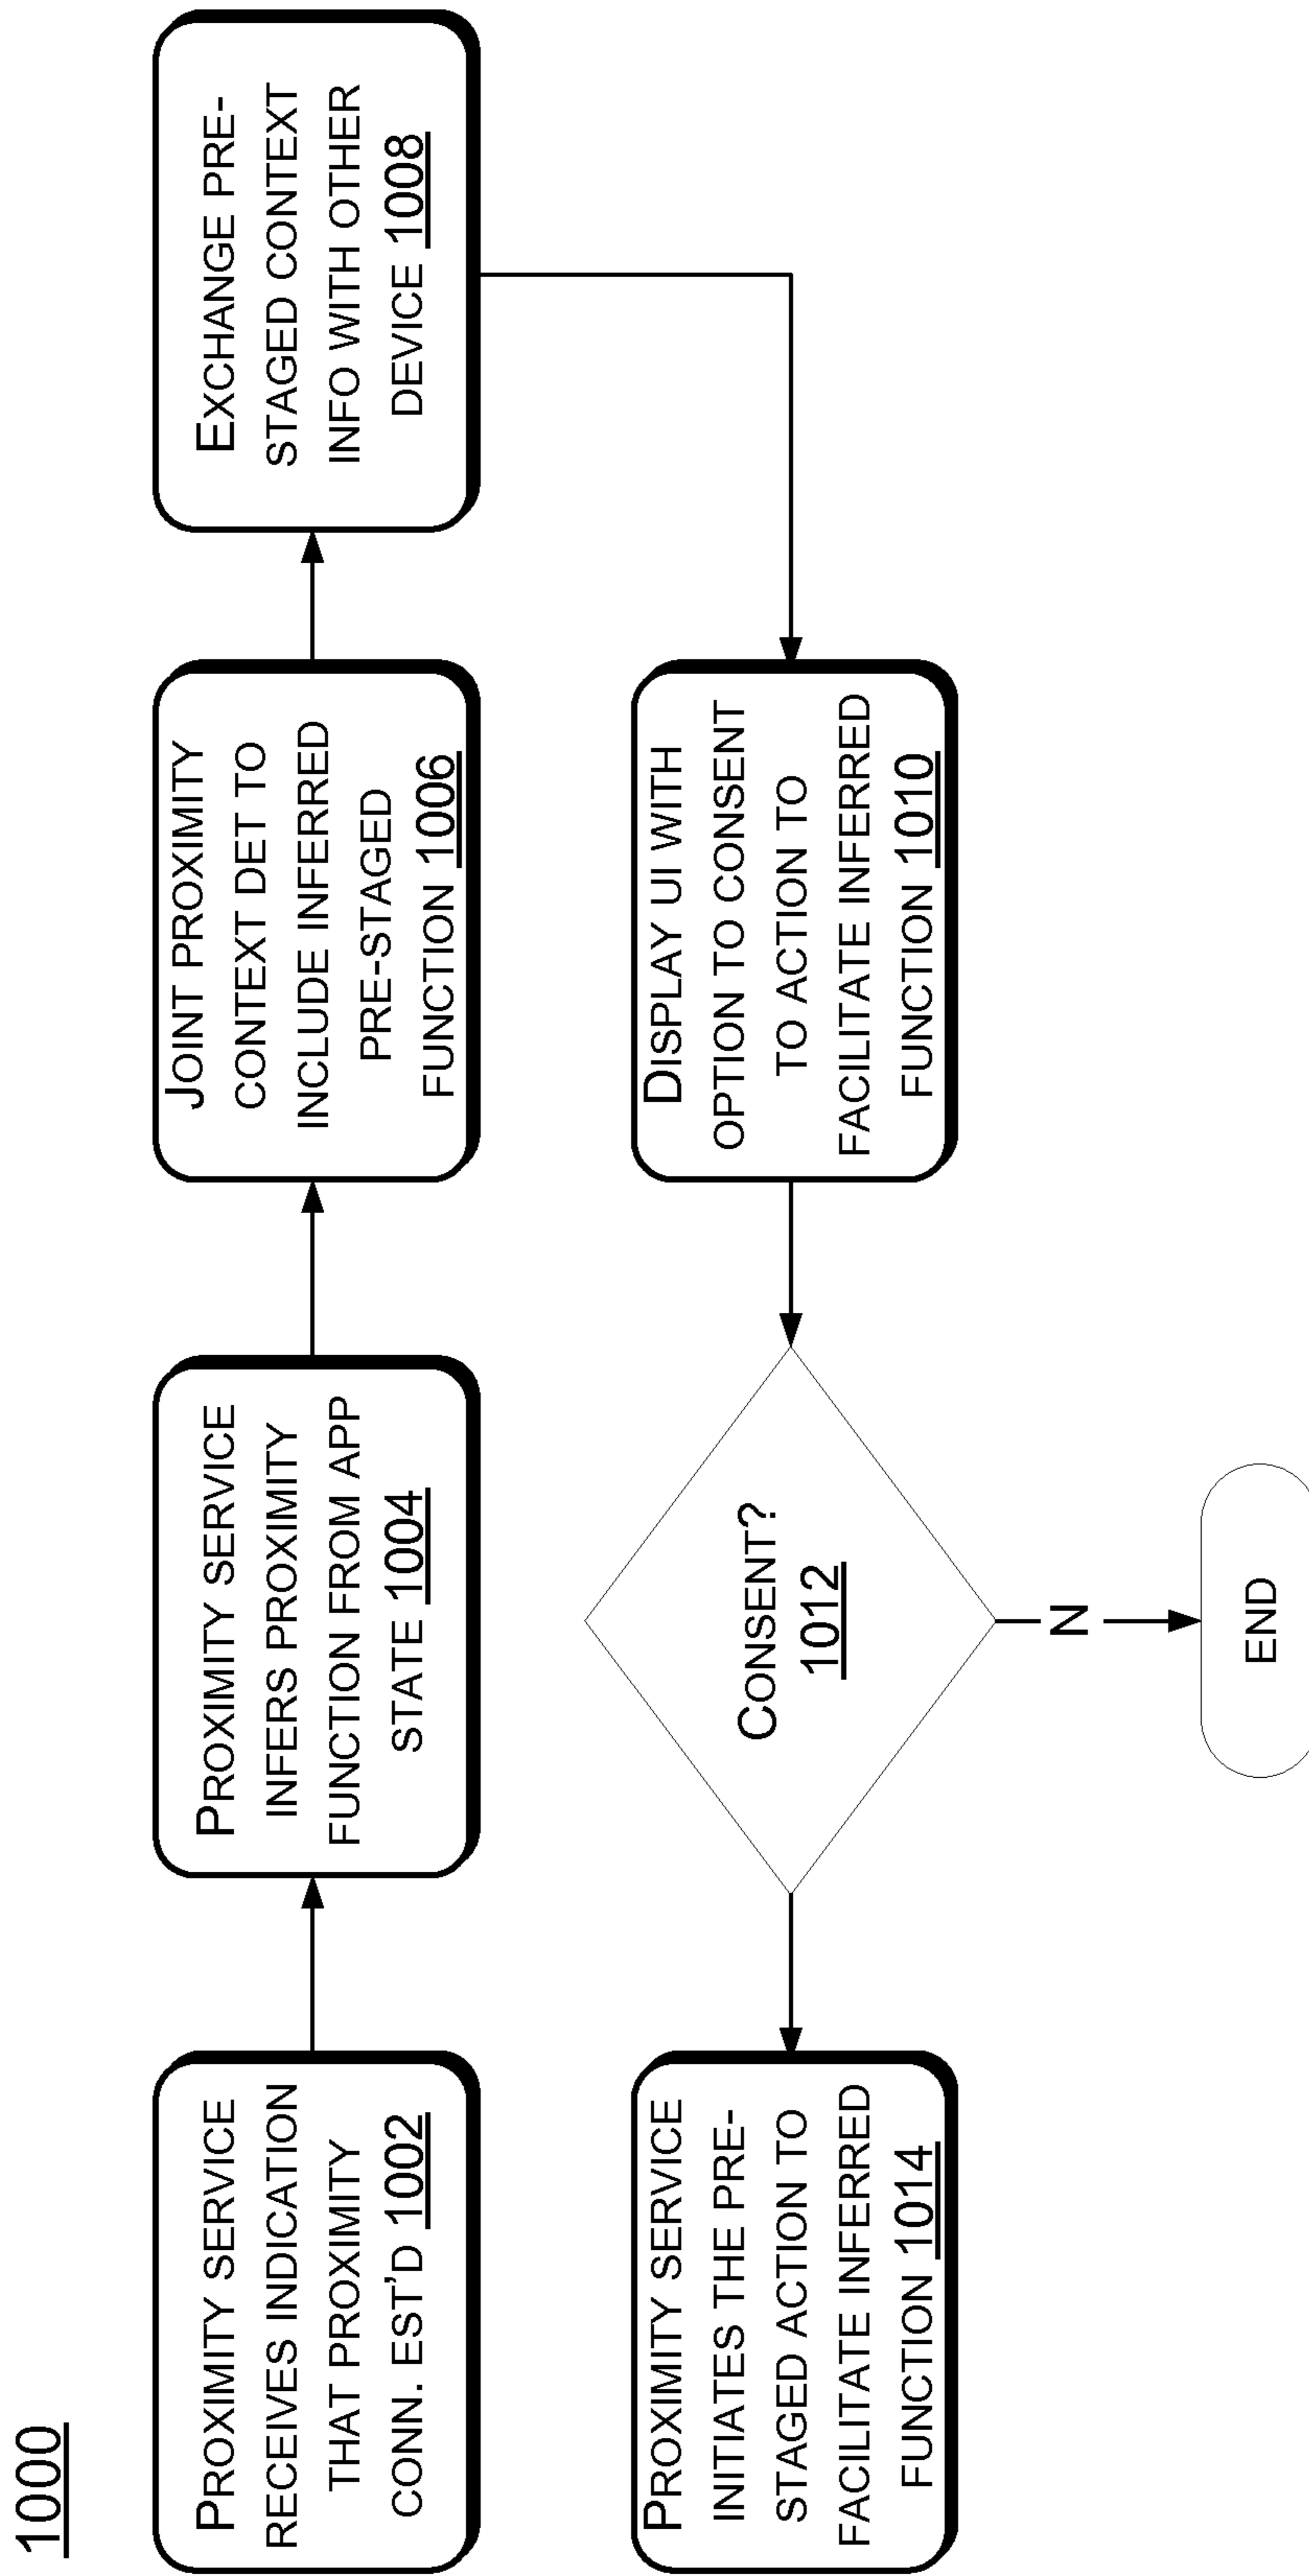 1000
PROXIMITY SERVICE
RECEIVES INDICATION
THAT PROXIMITY
CONN. EST'D 1002
PROXIMITY SERVICE
INFERS PROXIMITY
FUNCTION FROM APP
STATE 1004
JOINT PROXIMITY
CONTEXT DET TO
INCLUDE INFERRED
PRE-STAGED
FUNCTION 1006
EXCHANGE PRE-
STAGED CONTEXT
INFO WITH OTHER
DEVICE 1008
DISPLAY UI WITH
OPTION TO CONSENT
TO ACTION TO
FACILITATE INFERRED
FUNCTION 1010
CONSENT?
1012
N
END
PROXIMITY SERVICE
INITIATES THE PRE-
STAGED ACTION TO
FACILITATE INFERRED
FUNCTION 1014